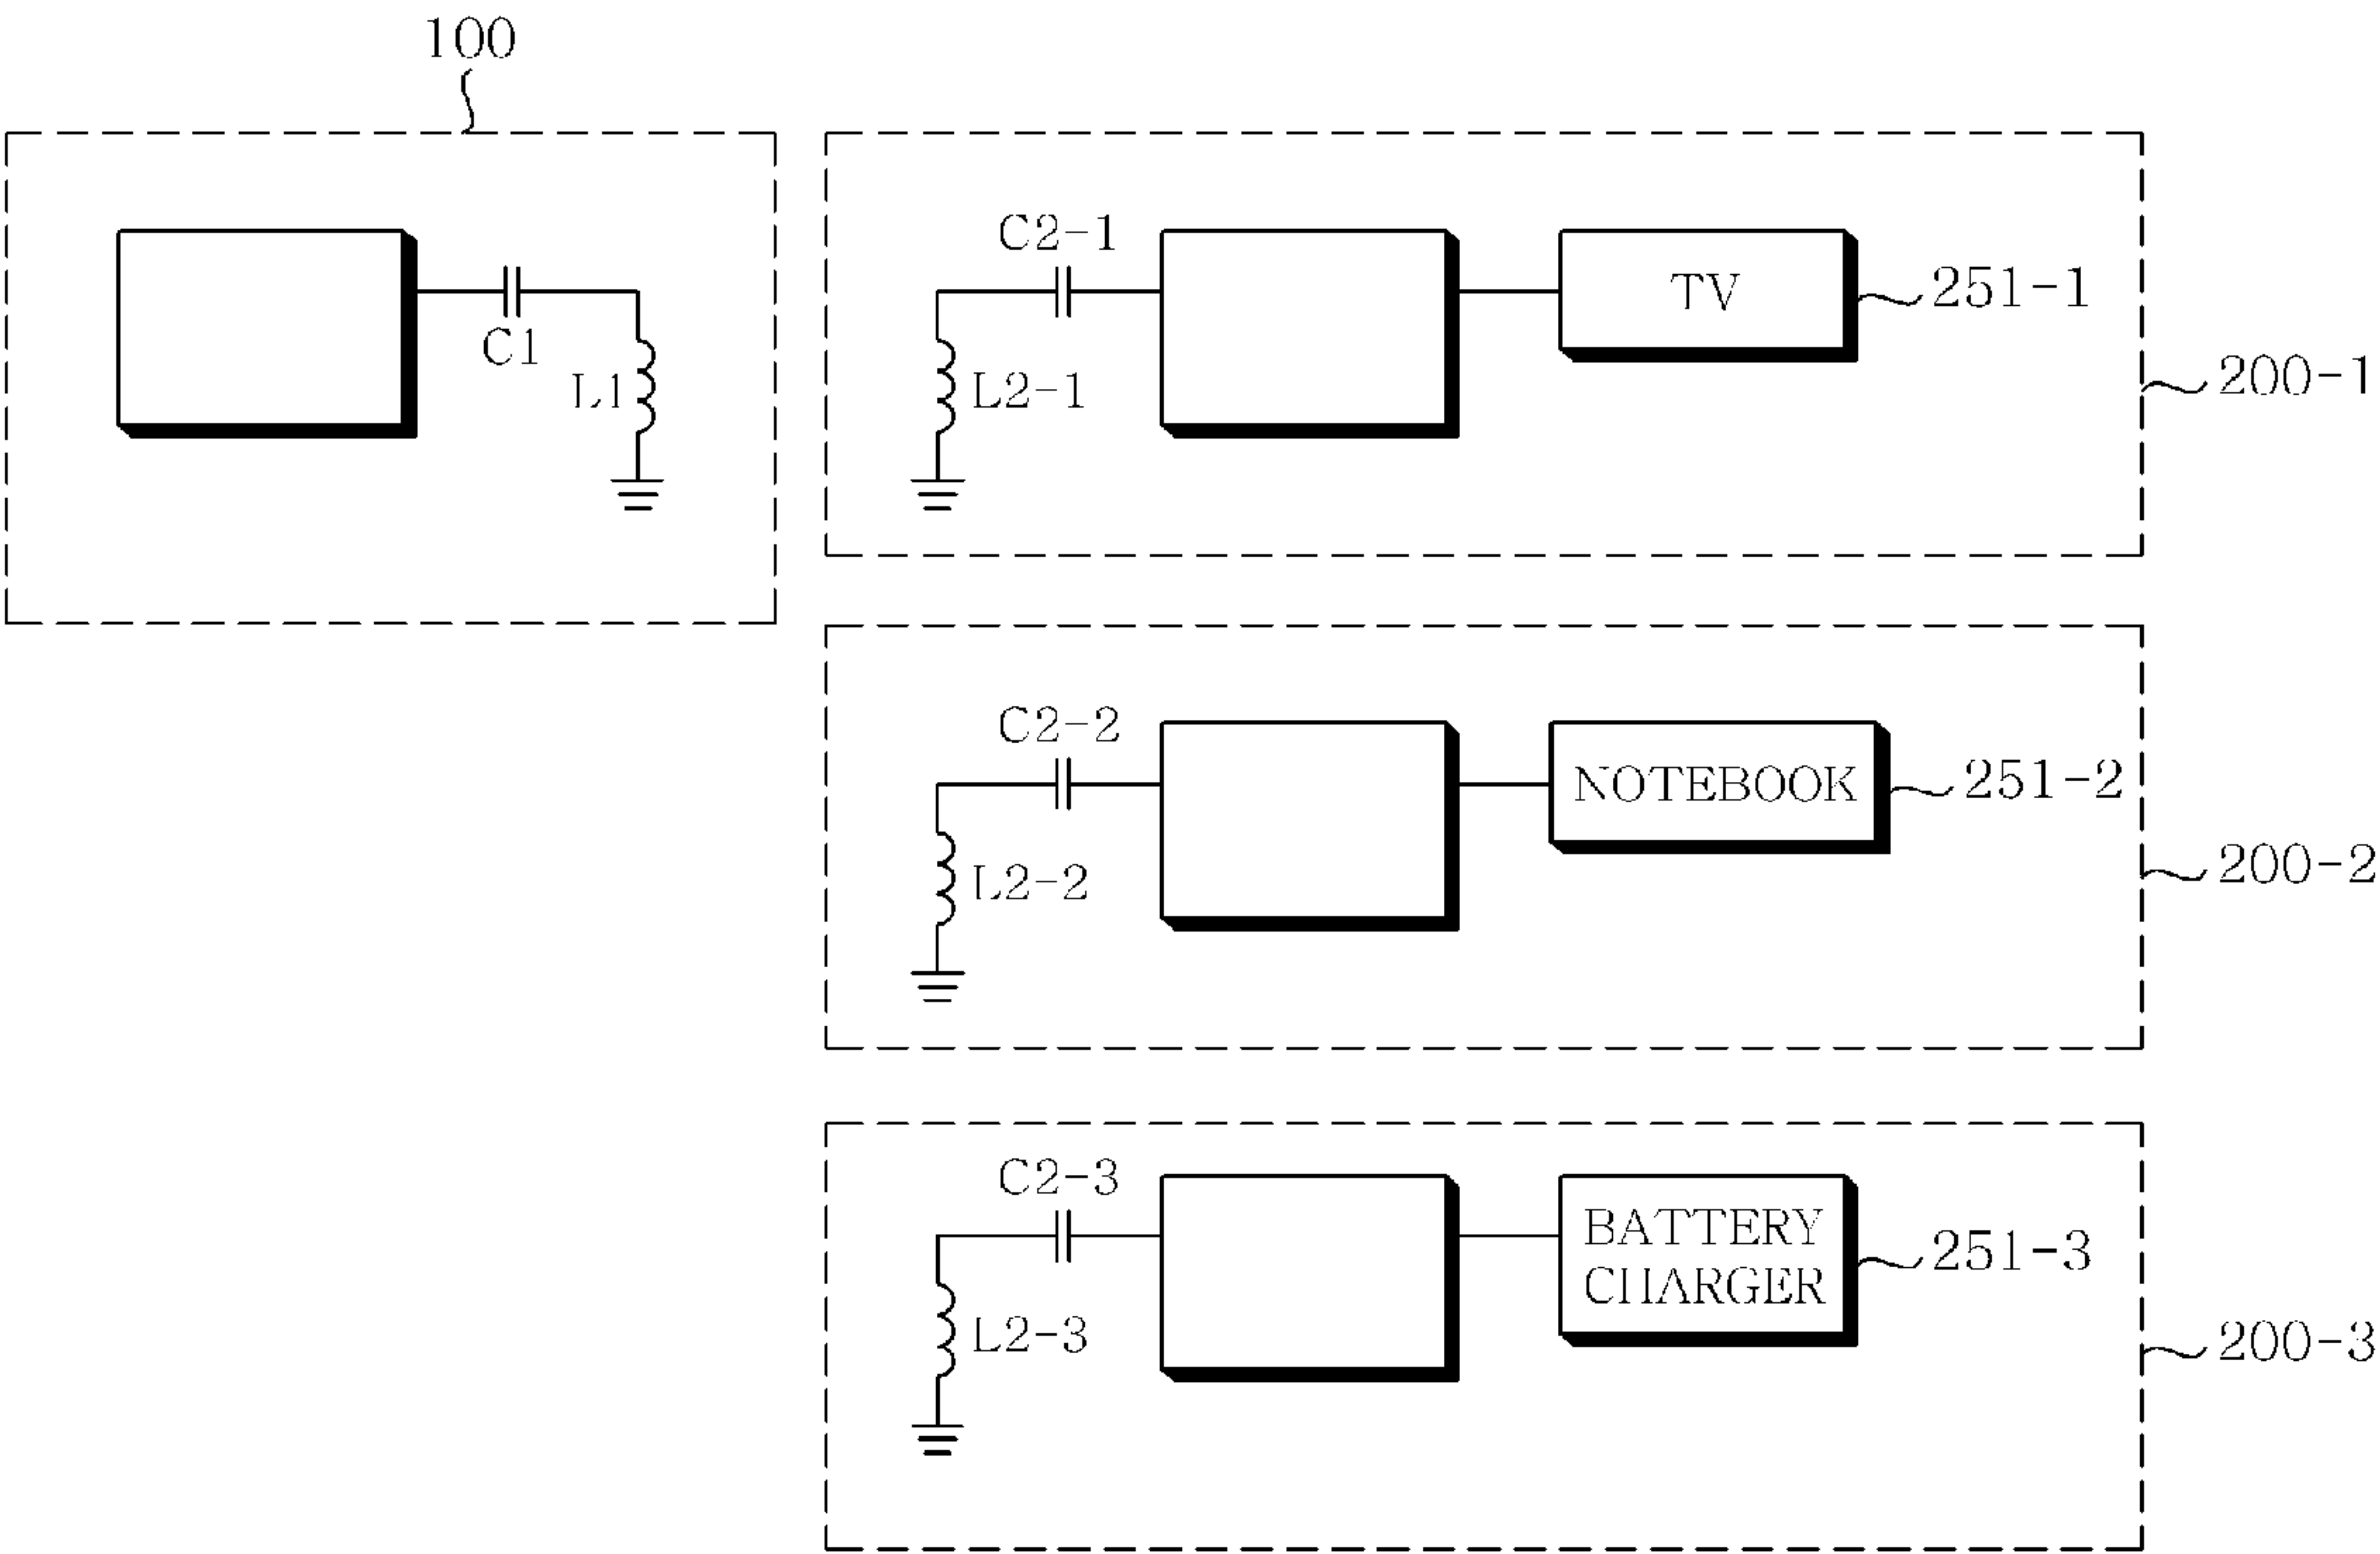 100
C1
L1
C2-1
L2-1
TV
251-1
200-1
C2-2
L2-2
NOTEBOOK
251-2
200-2
C2-3
L2-3
BATTERY
CHARGER
251-3
200-3